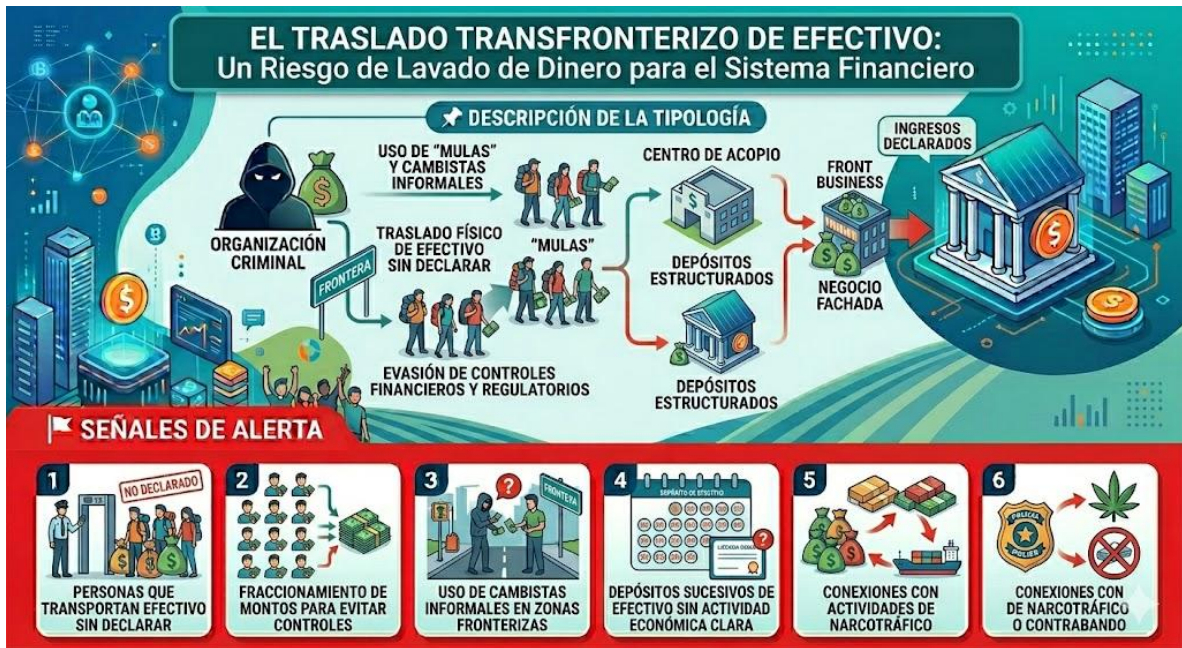 EL TRASLADO TRANSFRONTERIZO DE EFECTIVO:
Un Riesgo de Lavado de Dinero para el Sistema Financiero
DESCRIPCIÓN DE LA TIPOLOGÍA
USO DE “MULAS”
Y CAMBISTAS
INFORMALES
ORGANIZACIÓN
CRIMINAL
FRONTERA
TRASLADO FÍSICO
DE EFECTIVO
SIN DECLARAR
“MULAS”
EVASIÓN DE CONTROLES
FINANCIEROS Y REGULATORIOS
CENTRO DE ACOPIO
DEPÓSITOS
ESTRUCTURADOS
DEPÓSITOS
ESTRUCTURADOS
FRONT
BUSINESS
NEGOCIO
FACHADA
INGRESOS
DECLARADOS
SEÑALES DE ALERTA
1
NO DECLARADO
PERSONAS QUE
TRANSPORTAN EFECTIVO
SIN DECLARAR
2
FRACCIONAMIENTO DE
MONTOS PARA EVITAR
CONTROLES
3
FRONTERA
USO DE CAMBISTAS
INFORMALES EN ZONAS
FRONTERIZAS
4
DEPÓSITOS SUCESIVOS DE
EFECTIVO SIN ACTIVIDAD
ECONÓMICA CLARA
5
CONEXIONES CON
ACTIVIDADES DE
NARCOTRÁFICO
6
CONEXIONES CON
DE NARCOTRÁFICO
O CONTRABANDO